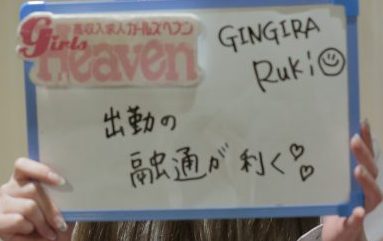 高収入求人ガールズヘブン
Girls
Heaven
GINGIRA
Ruki☺
出勤の
融通が利く♡♡